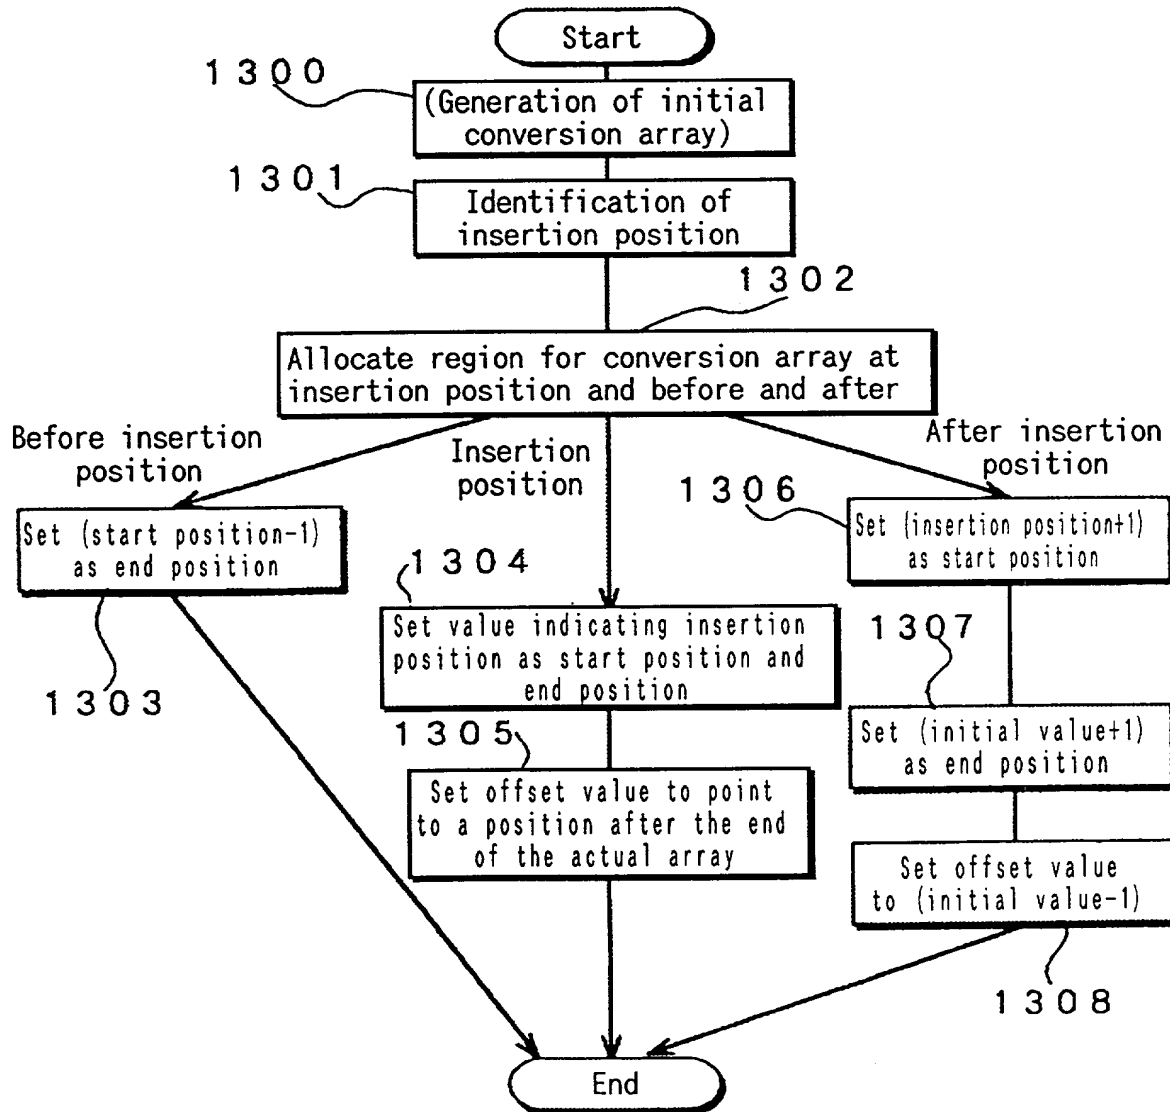 Start
1300
(Generation of initial
conversion array)
1301
Identification of
insertion position
1302
Allocate region for conversion array at
insertion position and before and after
Before insertion
position
Insertion
position
After insertion
position
Set (start position-1)
as end position
1303
1304
Set value indicating insertion
position as start position and
end position
1305
Set offset value to point
to a position after the end
of the actual array
1306
Set (insertion position+1)
as start position
1307
Set (initial value+1)
as end position
Set offset value
to (initial value-1)
1308
End